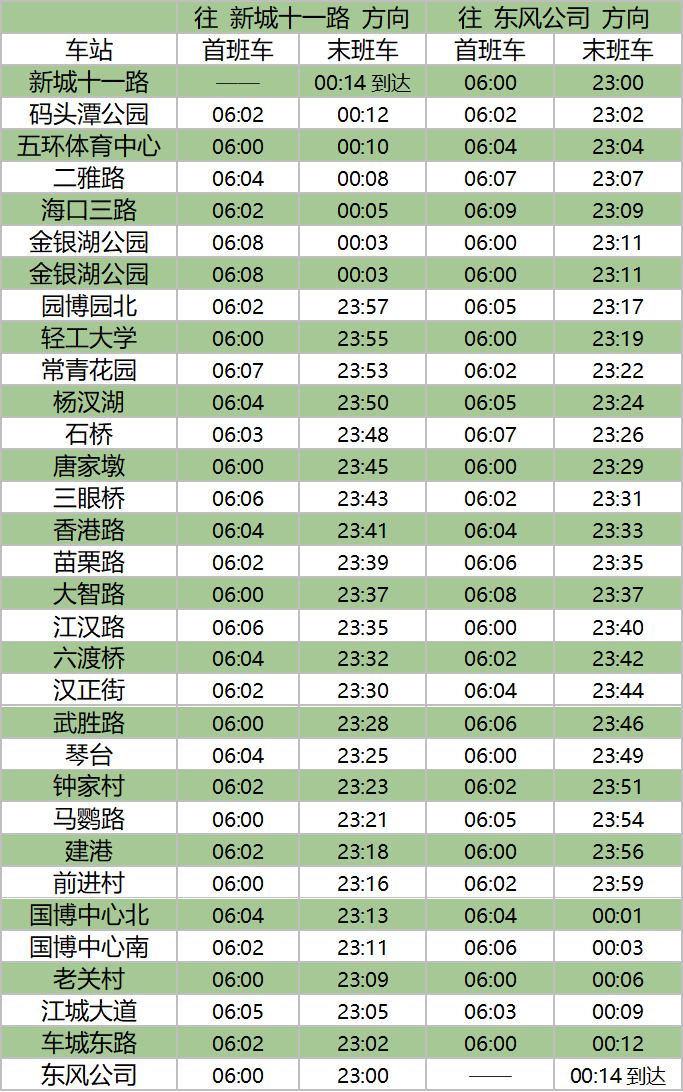 往 新城十一路 方向 往 东风公司 方向
车站 首班车 末班车 首班车 末班车
新城十一路 —— 00:14 到达 06:00 23:00
码头潭公园 06:02 00:12 06:02 23:02
五环体育中心 06:00 00:10 06:04 23:04
二雅路 06:04 00:08 06:07 23:07
海口三路 06:02 00:05 06:09 23:09
金银湖公园 06:08 00:03 06:00 23:11
金银湖公园 06:08 00:03 06:00 23:11
园博园北 06:02 23:57 06:05 23:17
轻工大学 06:00 23:55 06:00 23:19
常青花园 06:07 23:53 06:02 23:22
杨汊湖 06:04 23:50 06:05 23:24
石桥 06:03 23:48 06:07 23:26
唐家墩 06:00 23:45 06:00 23:29
三眼桥 06:06 23:43 06:02 23:31
香港路 06:04 23:41 06:04 23:33
苗栗路 06:02 23:39 06:06 23:35
大智路 06:00 23:37 06:08 23:37
江汉路 06:06 23:35 06:00 23:40
六渡桥 06:04 23:32 06:02 23:42
汉正街 06:02 23:30 06:04 23:44
武胜路 06:00 23:28 06:06 23:46
琴台 06:04 23:25 06:00 23:49
钟家村 06:02 23:23 06:02 23:51
马鹦路 06:00 23:21 06:05 23:54
建港 06:02 23:18 06:00 23:56
前进村 06:00 23:16 06:02 23:59
国博中心北 06:04 23:13 06:04 00:01
国博中心南 06:02 23:11 06:06 00:03
老关村 06:00 23:09 06:00 00:06
江城大道 06:05 23:05 06:03 00:09
车城东路 06:02 23:02 06:00 00:12
东风公司 06:00 23:00 —— 00:14 到达